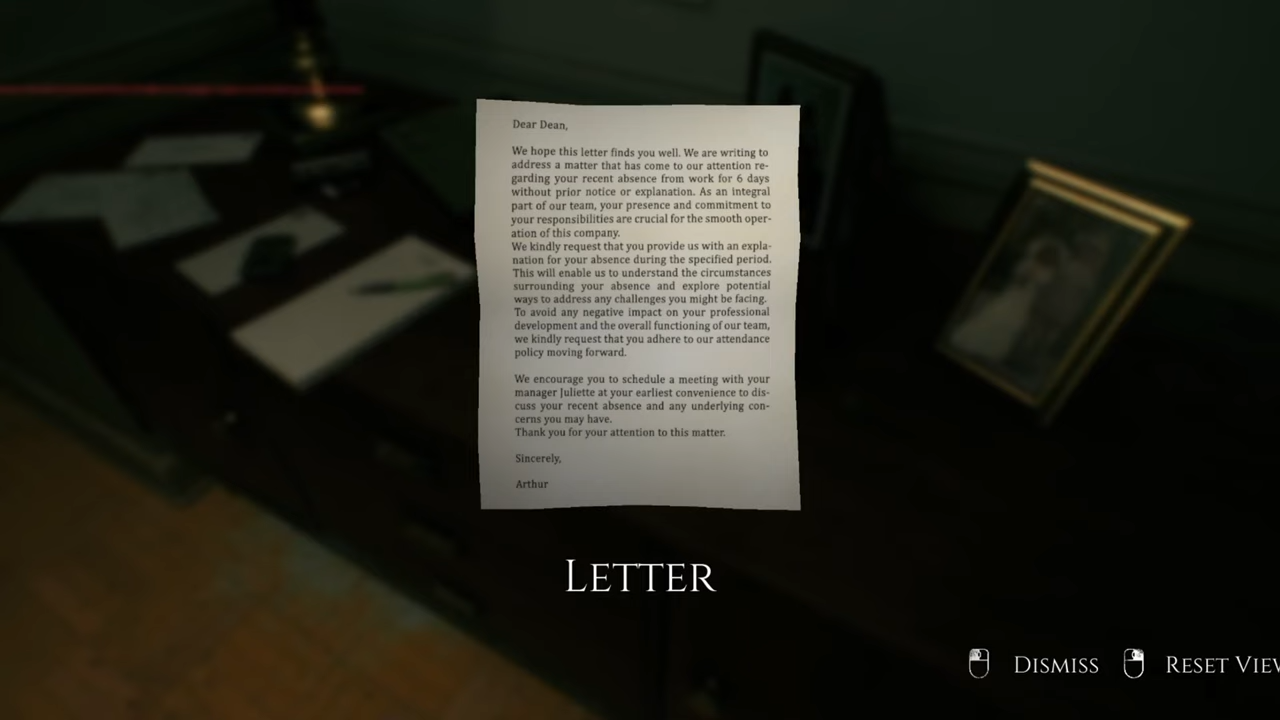 Dear Dean,
We hope this letter finds you well. We are writing to
address a matter that has come to our attention re-
garding your recent absence from work for 6 days
without prior notice or explanation. As an integral
part of our team, your presence and commitment to
your responsibilities are crucial for the smooth oper-
ation of this company.
We kindly request that you provide us with an expla-
nation for your absence during the specified period.
This will enable us to understand the circumstances
surrounding your absence and explore potential
ways to address any challenges you might be facing.
To avoid any negative impact on your professional
development and the overall functioning of our team,
we kindly request that you adhere to our attendance
policy moving forward.
We encourage you to schedule a meeting with your
manager Juliette at your earliest convenience to dis-
cuss your recent absence and any underlying con-
cerns you may have.
Thank you for your attention to this matter.
Sincerely,
Arthur
LETTER
DISMISS
RESET VIEW